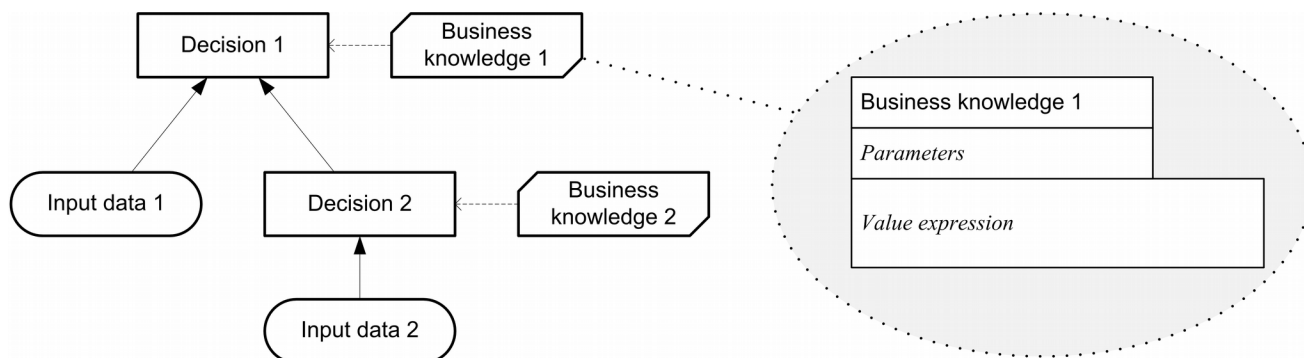 Decision 1
Business
knowledge 1
Business knowledge 1
Parameters
Value expression
Input data 1
Decision 2
Business
knowledge 2
Input data 2